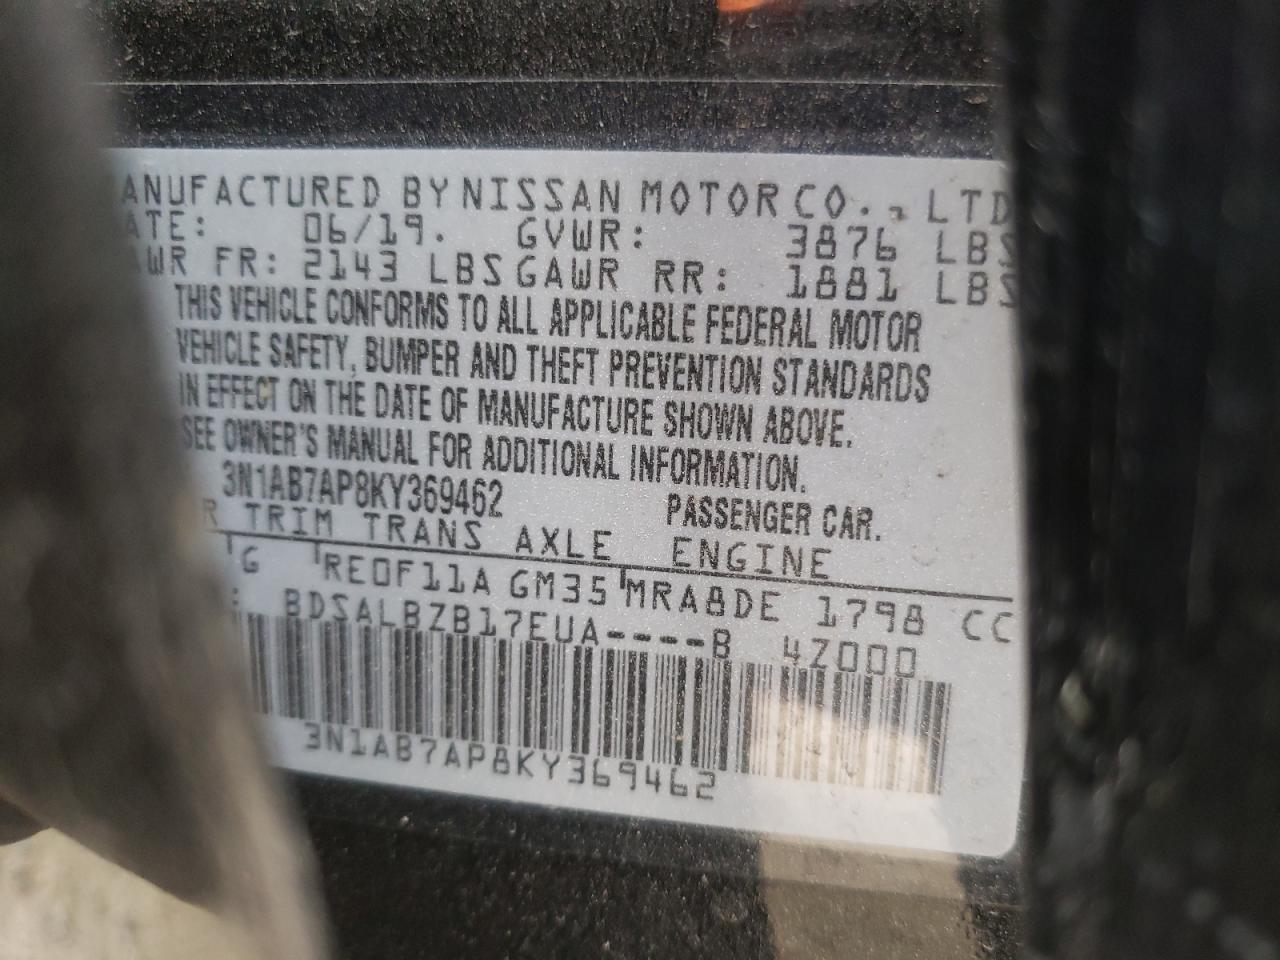 ANUFACTURED BY NISSAN MOTOR CO., LTD
ATE: 06/19. GVWR: 3876 LBS
AWR FR: 2143 LBS GAWR RR: 1881 LBS
THIS VEHICLE CONFORMS TO ALL APPLICABLE FEDERAL MOTOR
VEHICLE SAFETY, BUMPER AND THEFT PREVENTION STANDARDS
IN EFFECT ON THE DATE OF MANUFACTURE SHOWN ABOVE.
SEE OWNER'S MANUAL FOR ADDITIONAL INFORMATION.
3N1AB7AP8KY369462 PASSENGER CAR.
R TRIM TRANS AXLE ENGINE
G RE0F11A GM35 MRA8DE 1798 CC
: BDSALBZB17EUA----B 4Z000
3N1AB7AP8KY369462